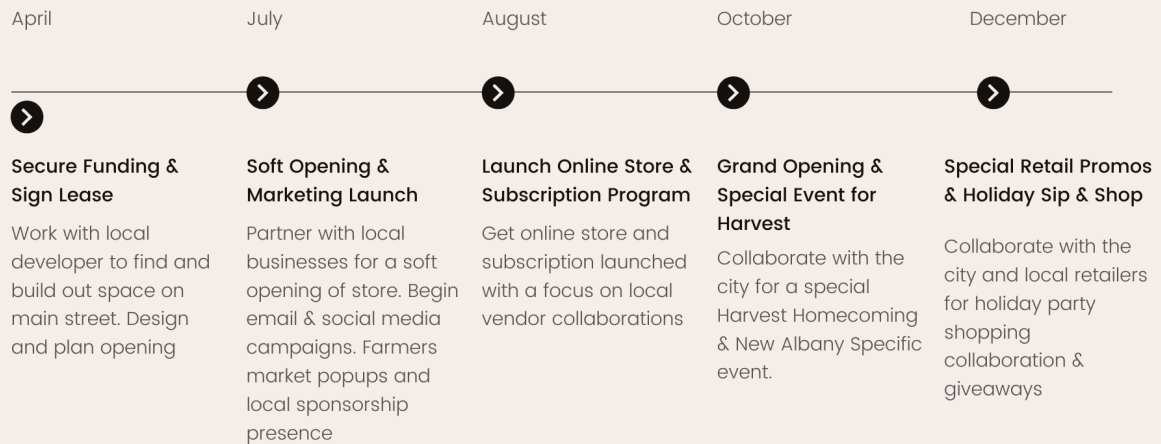 April
July
August
October
December
Secure Funding &
Sign Lease
Work with local
developer to find and
build out space on
main street. Design
and plan opening
Soft Opening &
Marketing Launch
Partner with local
businesses for a soft
opening of store. Begin
email & social media
campaigns. Farmers
market popups and
local sponsorship
presence
Launch Online Store &
Subscription Program
Get online store and
subscription launched
with a focus on local
vendor collaborations
Grand Opening &
Special Event for
Harvest
Collaborate with the
city for a special
Harvest Homecoming
& New Albany Specific
event.
Special Retail Promos
& Holiday Sip & Shop
Collaborate with the
city and local retailers
for holiday party
shopping
collaboration &
giveaways